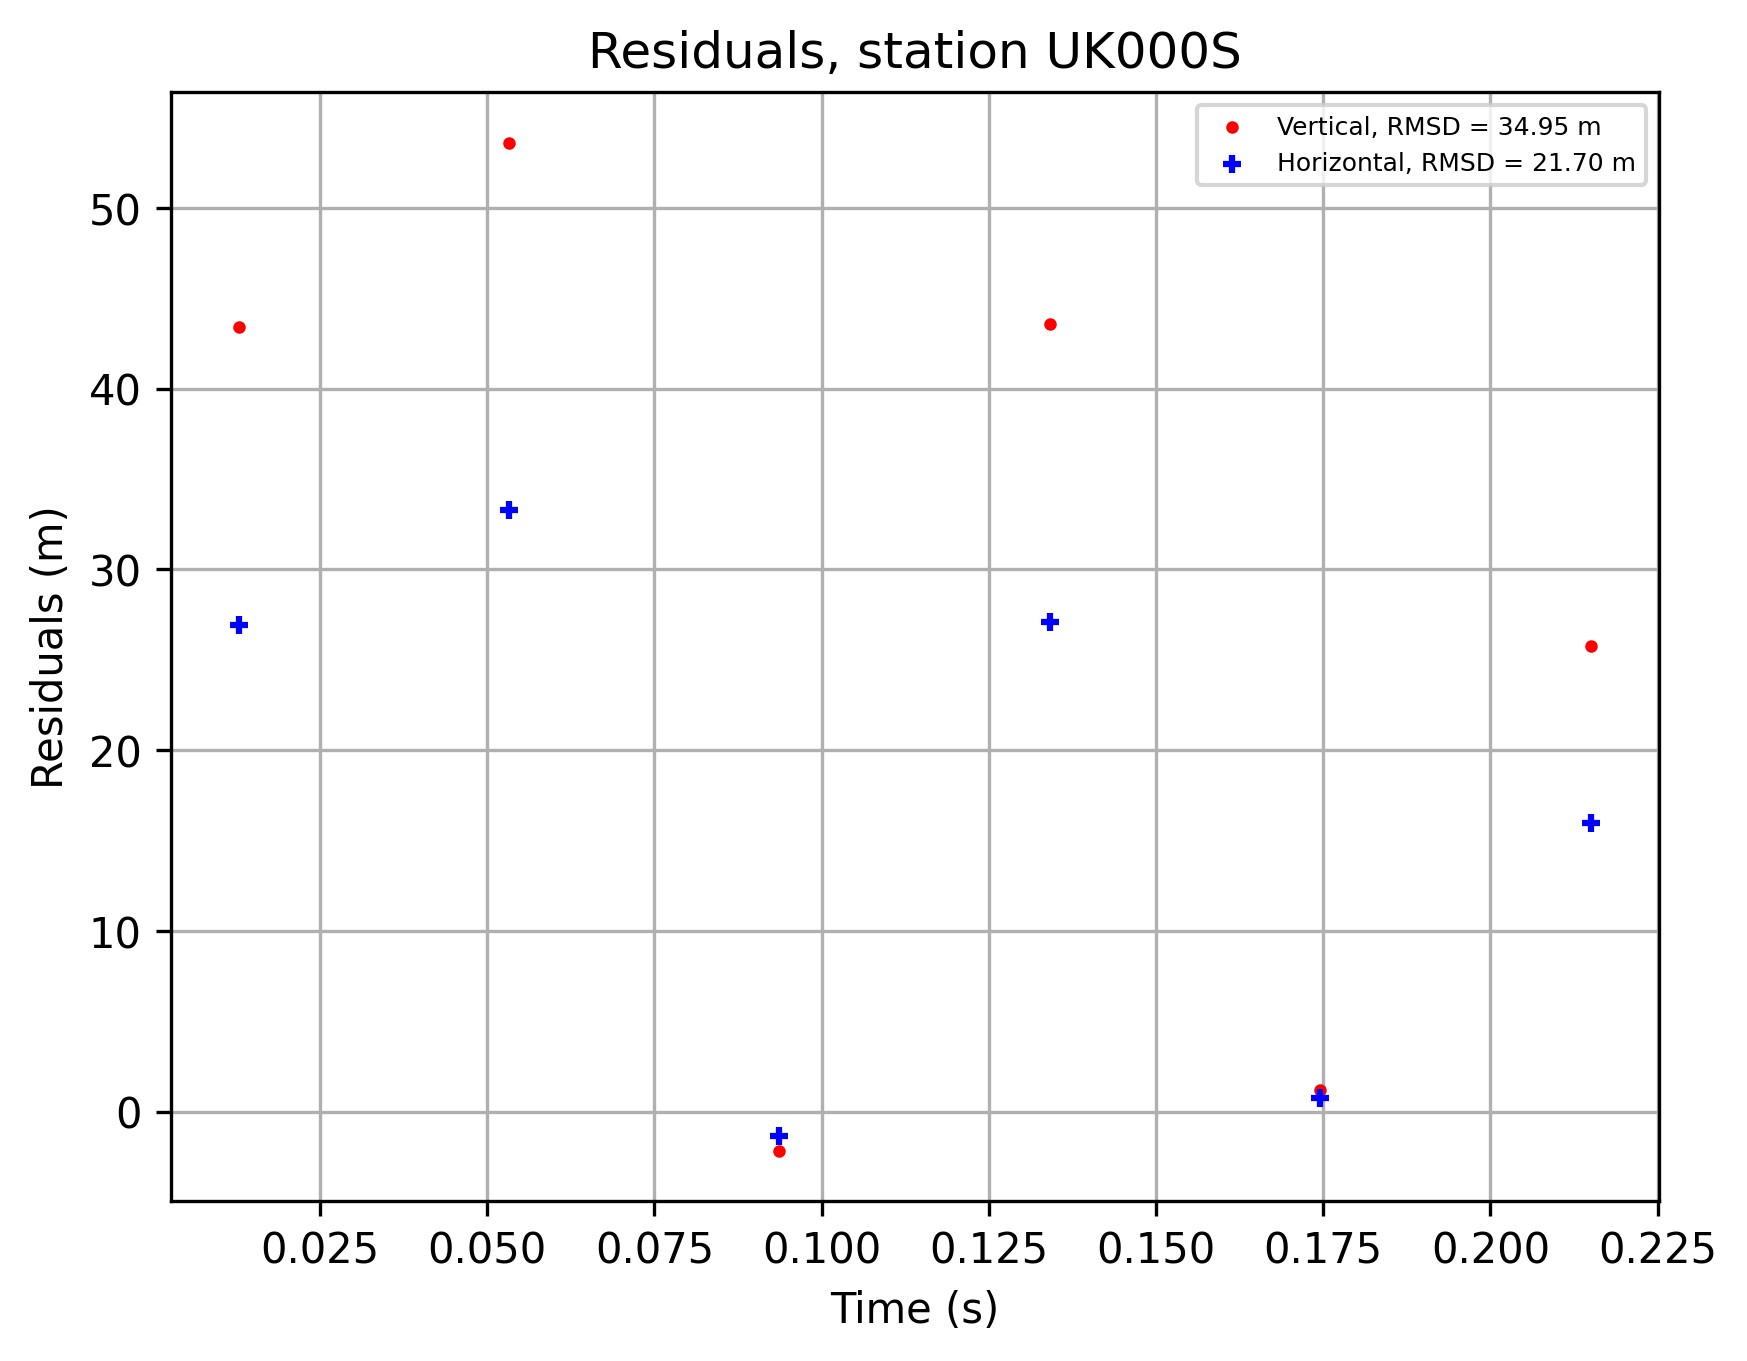 Residuals, station UK000S
Vertical, RMSD = 34.95 m
Horizontal, RMSD = 21.70 m
Residuals (m)
50
40
30
20
10
0
0.025 0.050 0.075 0.100 0.125 0.150 0.175 0.200 0.225
Time (s)